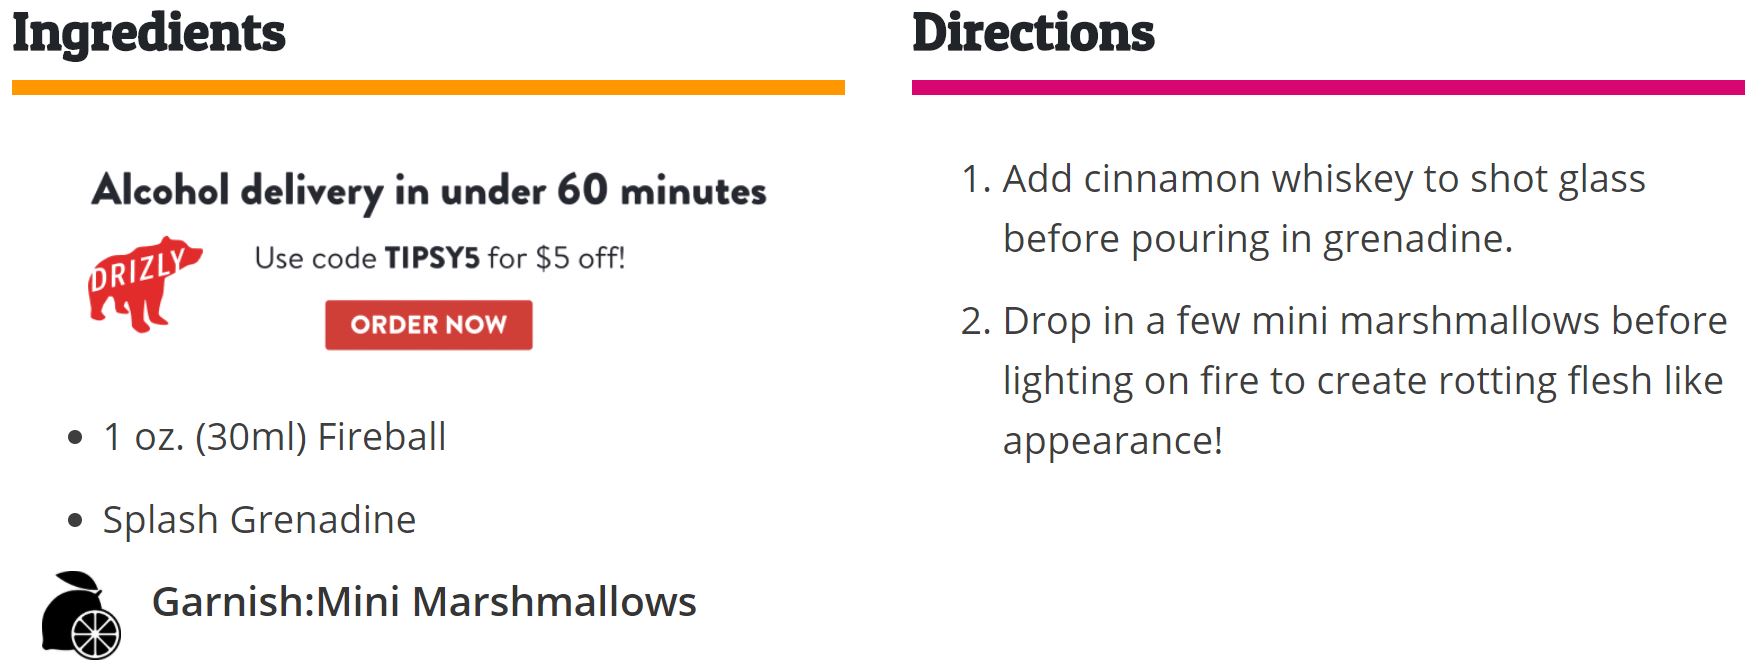 Ingredients
Alcohol delivery in under 60 minutes
DRIZLY
Use code TIPSY5 for $5 off!
ORDER NOW
• 1 oz. (30ml) Fireball
• Splash Grenadine
Garnish:Mini Marshmallows
Directions
1. Add cinnamon whiskey to shot glass
before pouring in grenadine.
2. Drop in a few mini marshmallows before
lighting on fire to create rotting flesh like
appearance!